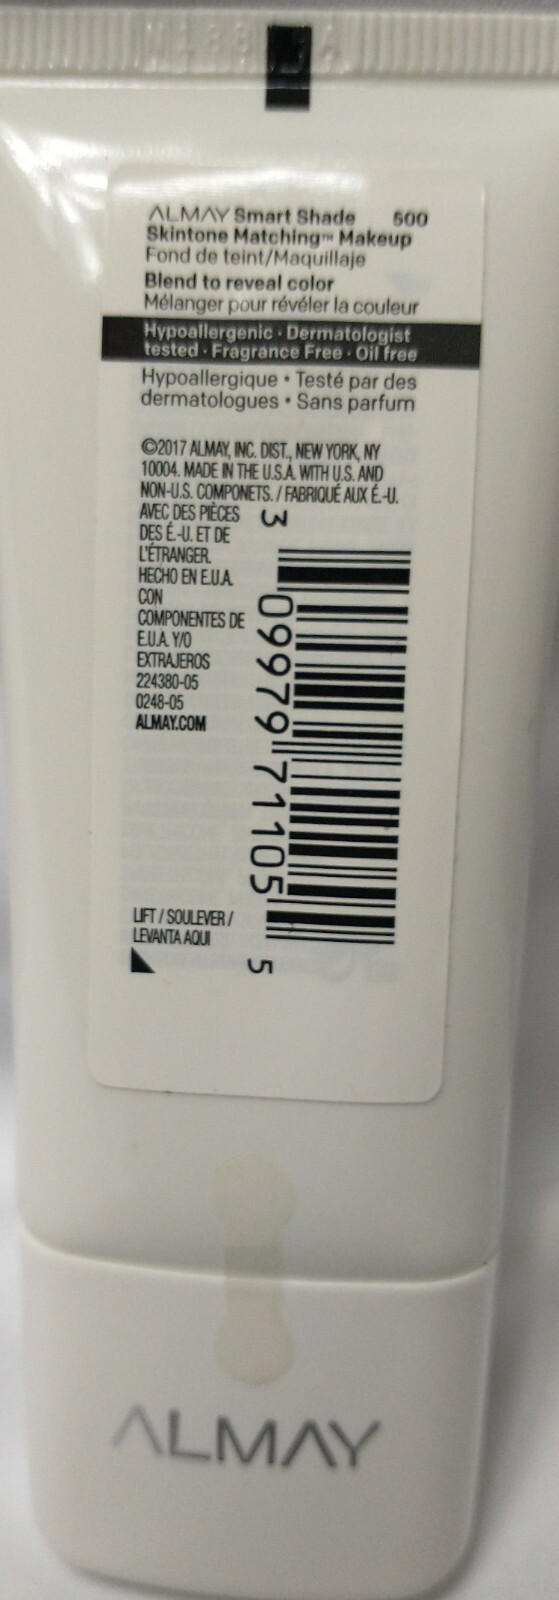 ALMAY Smart Shade 500
Skintone Matching™ Makeup
Fond de teint/Maquillaje
Blend to reveal color
Mélanger pour révéler la couleur
Hypoallergenic · Dermatologist
tested · Fragrance Free · Oil free
Hypoallergique • Testé par des
dermatologues • Sans parfum
©2017 ALMAY, INC. DIST., NEW YORK, NY
10004. MADE IN THE U.S.A. WITH U.S. AND
NON-U.S. COMPONETS. / FABRIQUÉ AUX É.-U.
AVEC DES PIÈCES
DES É.-U. ET DE
L'ÉTRANGER.
HECHO EN E.U.A.
CON
COMPONENTES DE
E.U.A. Y/O
EXTRAJEROS
224380-05
0248-05
ALMAY.COM
3 09979 71105 5
LIFT / SOULEVER /
LEVANTA AQUI
ALMAY